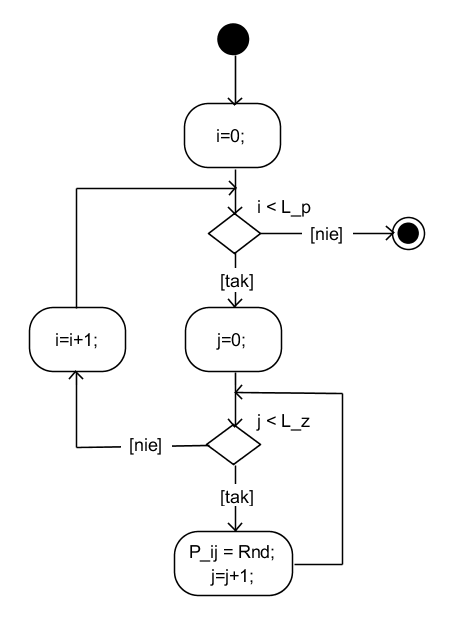 i=0;
i < L_p
[nie]
[tak]
i=i+1;
j=0;
j < L_z
[nie]
[tak]
P_ij = Rnd;
j=j+1;